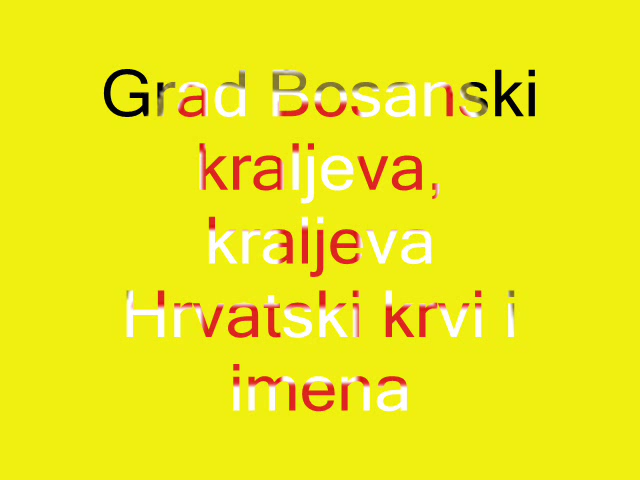 Grad Bosanski
kraljeva,
kraljeva
Hrvatski krvi i
imena